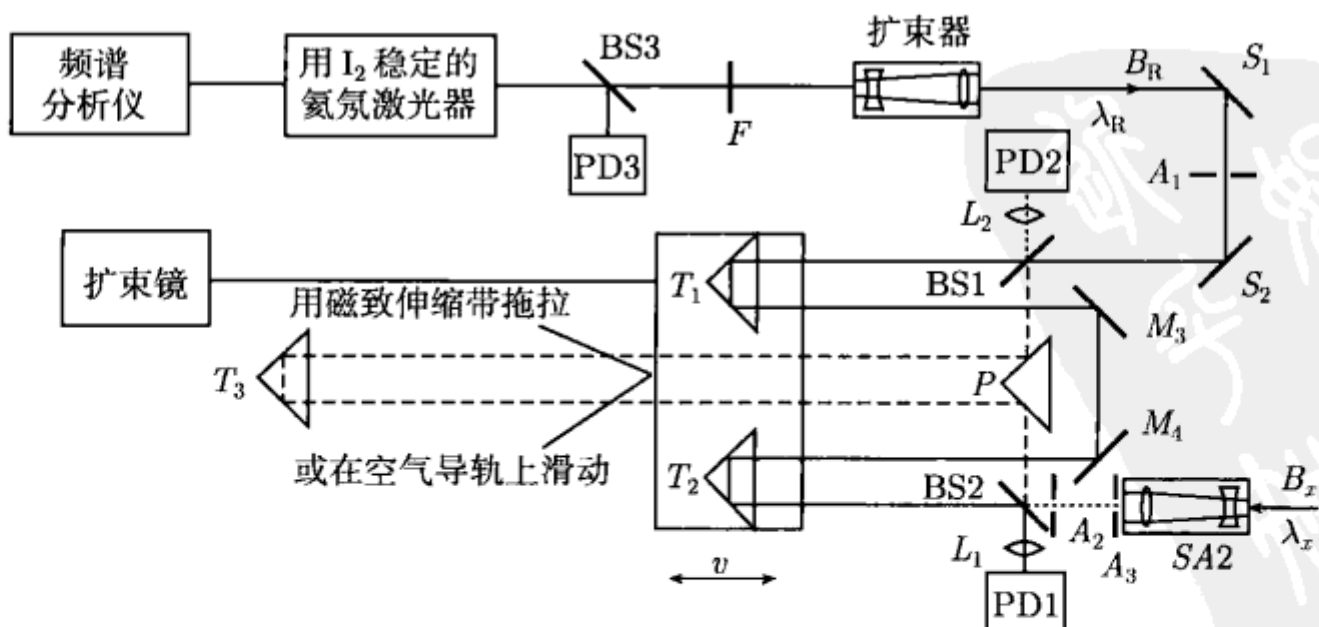 频谱
分析仪
用 I₂ 稳定的
氦氖激光器
BS3
PD3
F
扩束器
B_R
λ_R
S₁
PD2
A₁
L₂
S₂
BS1
扩束镜
T₁
用磁致伸缩带拖拉
M₃
T₃
P
或在空气导轨上滑动
M₄
T₂
BS2
B_x
λ_x
A₂
A₃
SA2
L₁
PD1
v